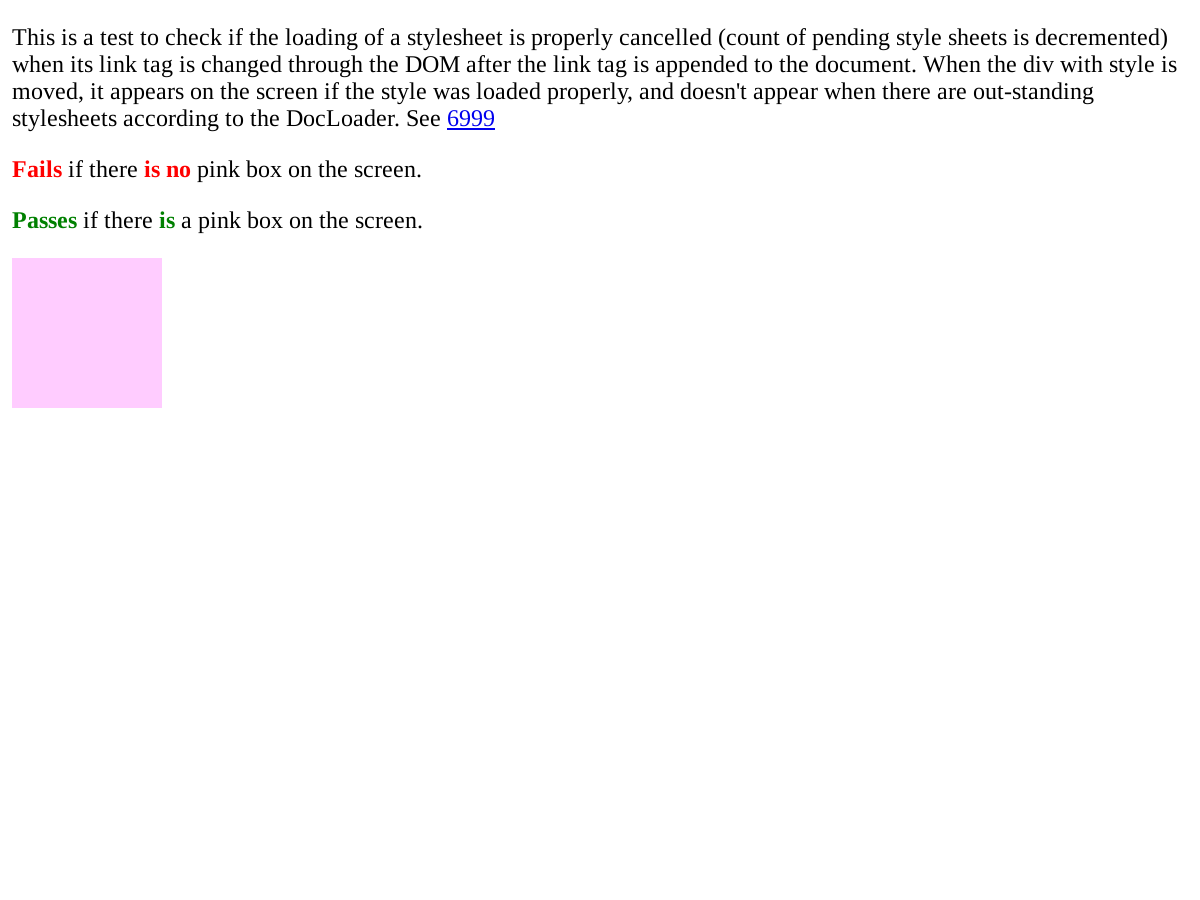 This is a test to check if the loading of a stylesheet is properly cancelled (count of pending style sheets is decremented)
when its link tag is changed through the DOM after the link tag is appended to the document. When the div with style is
moved, it appears on the screen if the style was loaded properly, and doesn't appear when there are out-standing
stylesheets according to the DocLoader. See 6999
Fails if there is no pink box on the screen.
Passes if there is a pink box on the screen.